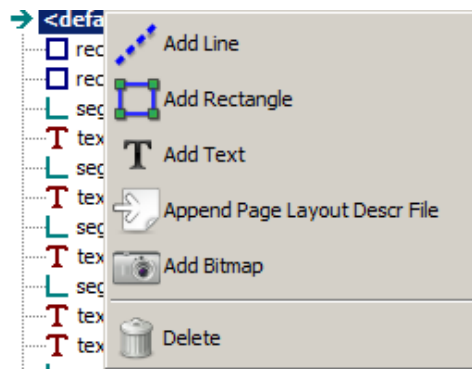 <defa
rec
Add Line
rec
seg
Add Rectangle
tex
seg
Add Text
tex
seg
Append Page Layout Descr File
tex
seg
Add Bitmap
tex
tex
Delete